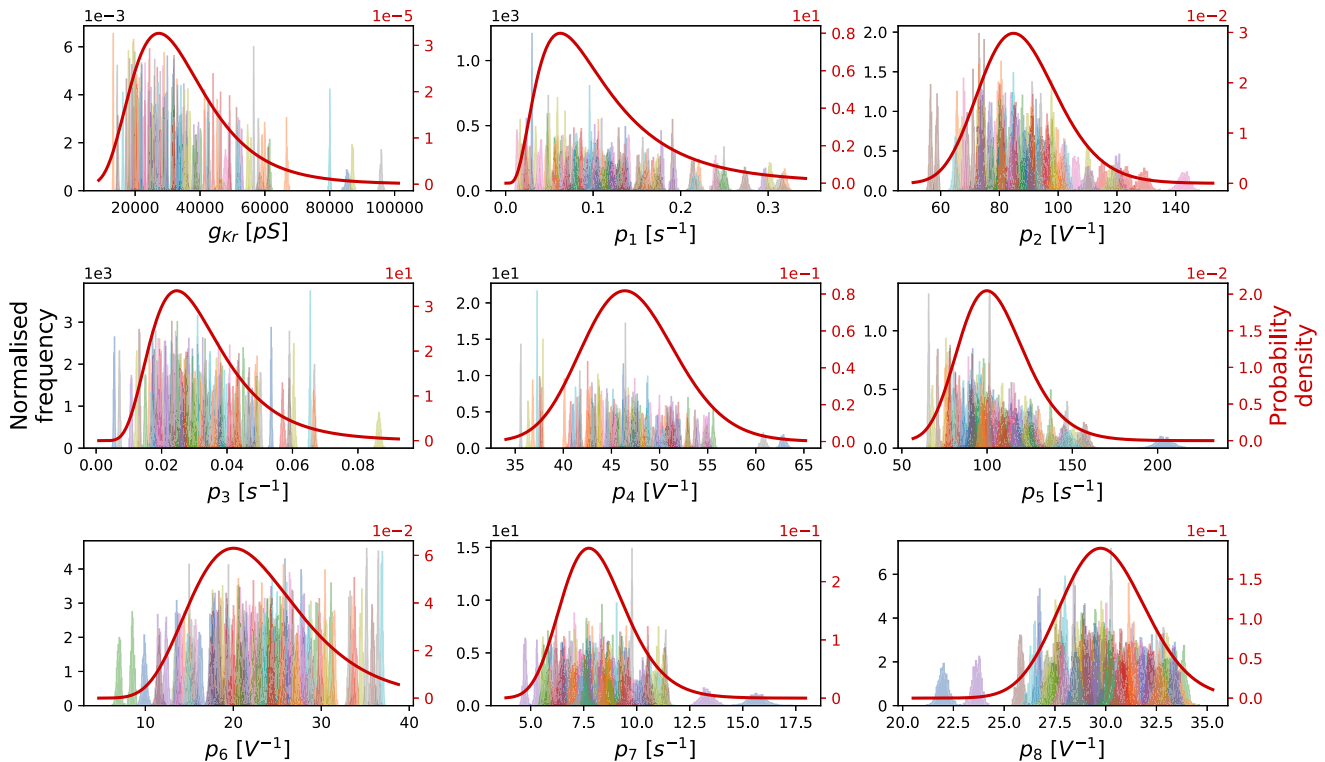 1e−3 1e−5
6
4
2
0
3
2
1
0
20000 40000 60000 80000 100000
g_Kr [pS]
1e3 1e1
1.0
0.5
0.0
0.8
0.6
0.4
0.2
0.0
0.0 0.1 0.2 0.3
p_1 [s^−1]
1e−2
2.0
1.5
1.0
0.5
0.0
3
2
1
0
60 80 100 120 140
p_2 [V^−1]
Normalised
frequency
1e3 1e1
3
2
1
0
3
2
1
0
0.00 0.02 0.04 0.06 0.08
p_3 [s^−1]
1e1 1e−1
2.0
1.5
1.0
0.5
0.0
0.8
0.6
0.4
0.2
0.0
35 40 45 50 55 60 65
p_4 [V^−1]
1e−2
1.0
0.5
0.0
2.0
1.5
1.0
0.5
0.0
50 100 150 200
p_5 [s^−1]
Probability
density
1e−2
4
3
2
1
0
6
4
2
0
10 20 30 40
p_6 [V^−1]
1e1 1e−1
1.5
1.0
0.5
0.0
2
1
0
5.0 7.5 10.0 12.5 15.0 17.5
p_7 [s^−1]
1e−1
6
4
2
0
1.5
1.0
0.5
0.0
20.0 22.5 25.0 27.5 30.0 32.5 35.0
p_8 [V^−1]